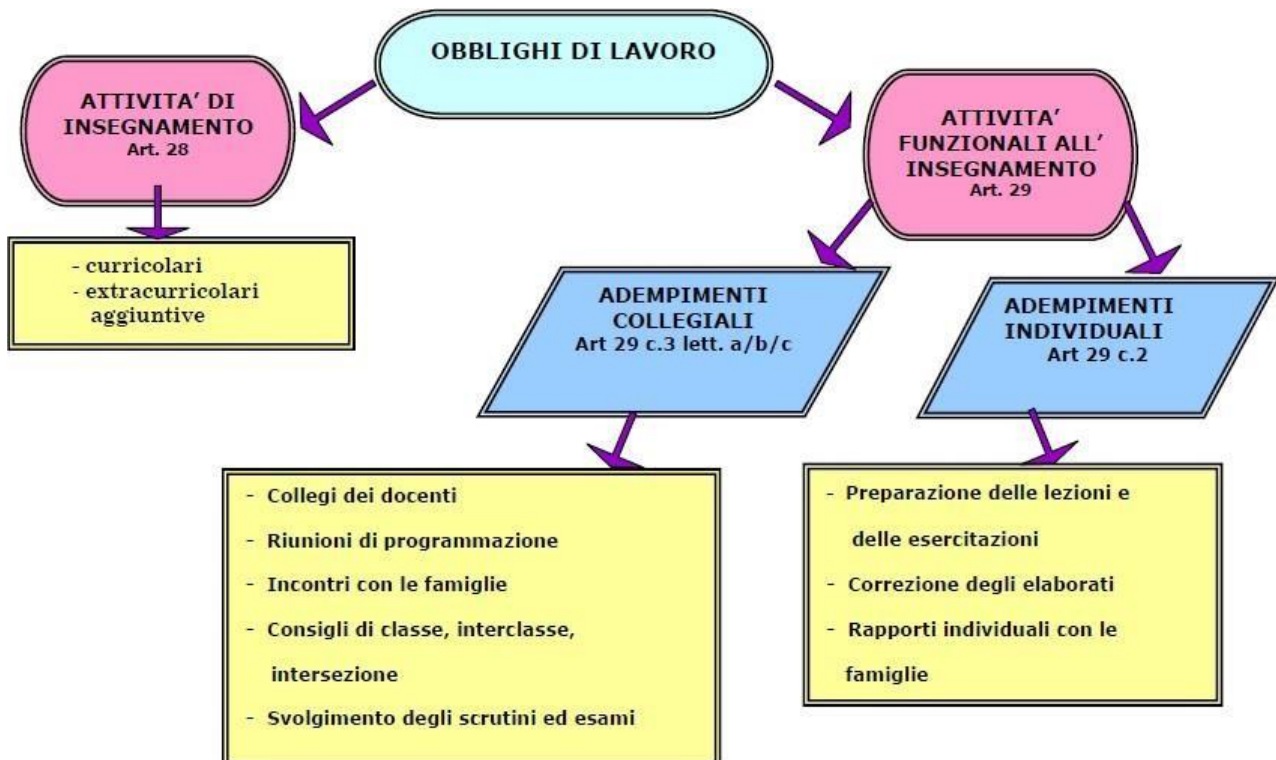 OBBLIGHI DI LAVORO
ATTIVITA’ DI
INSEGNAMENTO
Art. 28
- curricolari
- extracurricolari
aggiuntive
ATTIVITA’
FUNZIONALI ALL’
INSEGNAMENTO
Art. 29
ADEMPIMENTI
COLLEGIALI
Art 29 c.3 lett. a/b/c
ADEMPIMENTI
INDIVIDUALI
Art 29 c.2
- Collegi dei docenti
- Riunioni di programmazione
- Incontri con le famiglie
- Consigli di classe, interclasse,
intersezione
- Svolgimento degli scrutini ed esami
- Preparazione delle lezioni e
delle esercitazioni
- Correzione degli elaborati
- Rapporti individuali con le
famiglie